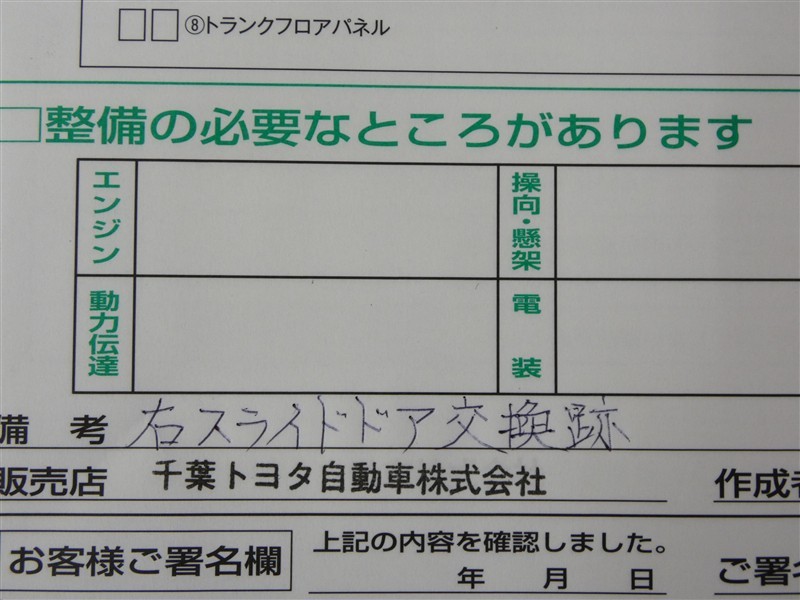 ⑧トランクフロアパネル
整備の必要なところがあります
エンジン
操向・懸架
動力伝達
電装
備考 右スライドドア交換跡
販売店 千葉トヨタ自動車株式会社 作成者
お客様ご署名欄 上記の内容を確認しました。 ご署名
年 月 日